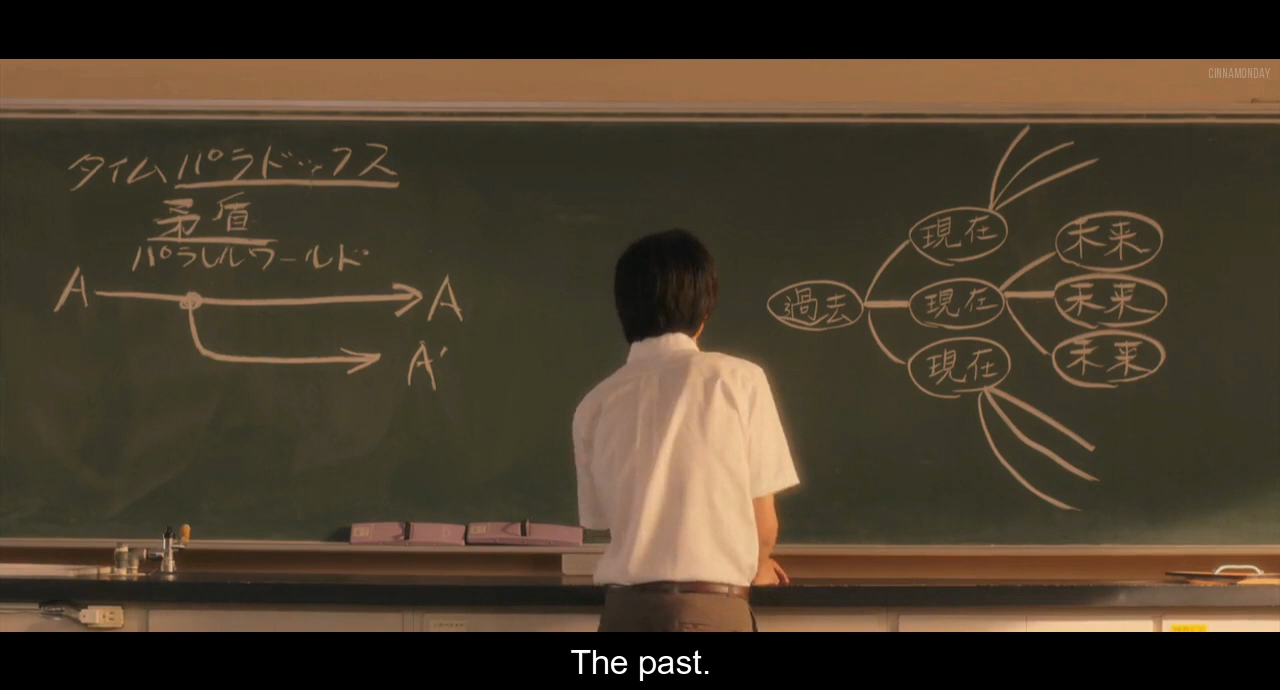 CINNAMONDAY
タイムパラドックス
矛盾
パラレルワールド
A A
A'
過去
現在
現在
現在
未来
未来
未来
The past.